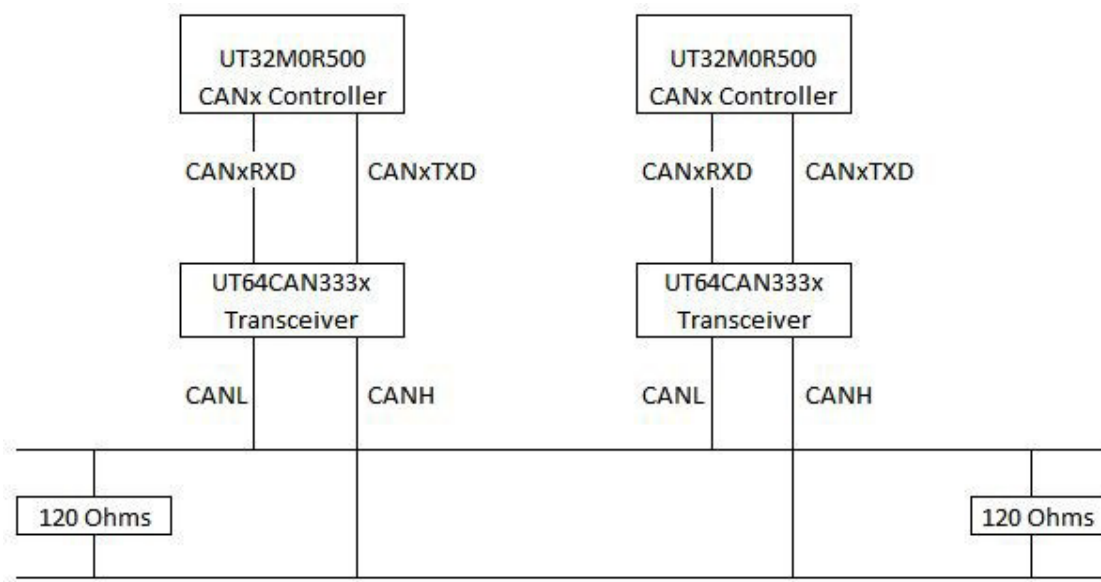 UT32M0R500
CANx Controller
UT32M0R500
CANx Controller
CANxRXD
CANxTXD
CANxRXD
CANxTXD
UT64CAN333x
Transceiver
UT64CAN333x
Transceiver
CANL
CANH
CANL
CANH
120 Ohms
120 Ohms